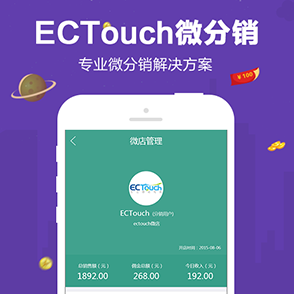 ECTouch微分销
专业微分销解决方案
¥100
微店管理
ECTouch
ECTouch (分销商户)
ectouch微店
开店时间：2015-08-06
总销售额（元） 佣金总额（元） 今日收入（元）
1892.00 268.00 192.00